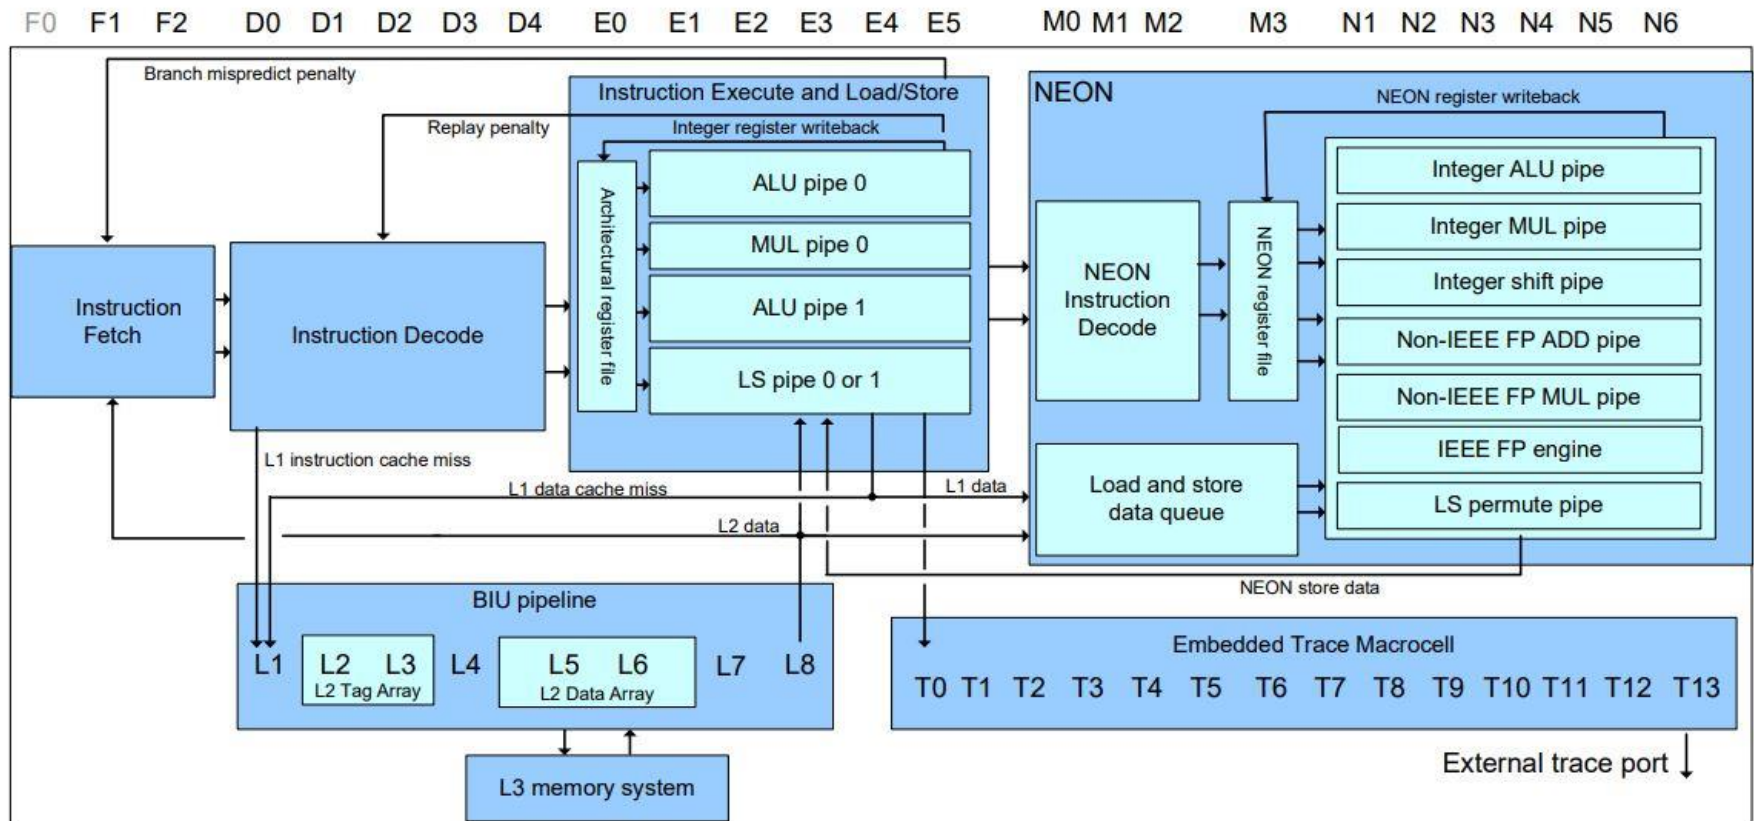 F0 F1 F2 D0 D1 D2 D3 D4 E0 E1 E2 E3 E4 E5 M0 M1 M2 M3 N1 N2 N3 N4 N5 N6
Branch mispredict penalty
Instruction Execute and Load/Store
Replay penalty
Integer register writeback
Architectural register file
ALU pipe 0
MUL pipe 0
ALU pipe 1
LS pipe 0 or 1
Instruction
Fetch
Instruction Decode
NEON
NEON register writeback
NEON
Instruction
Decode
NEON register file
Integer ALU pipe
Integer MUL pipe
Integer shift pipe
Non-IEEE FP ADD pipe
Non-IEEE FP MUL pipe
IEEE FP engine
LS permute pipe
Load and store
data queue
L1 instruction cache miss
L1 data cache miss
L1 data
L2 data
NEON store data
BIU pipeline
L1 L2 L3 L4 L5 L6 L7 L8
L2 Tag Array
L2 Data Array
L3 memory system
Embedded Trace Macrocell
T0 T1 T2 T3 T4 T5 T6 T7 T8 T9 T10 T11 T12 T13
External trace port